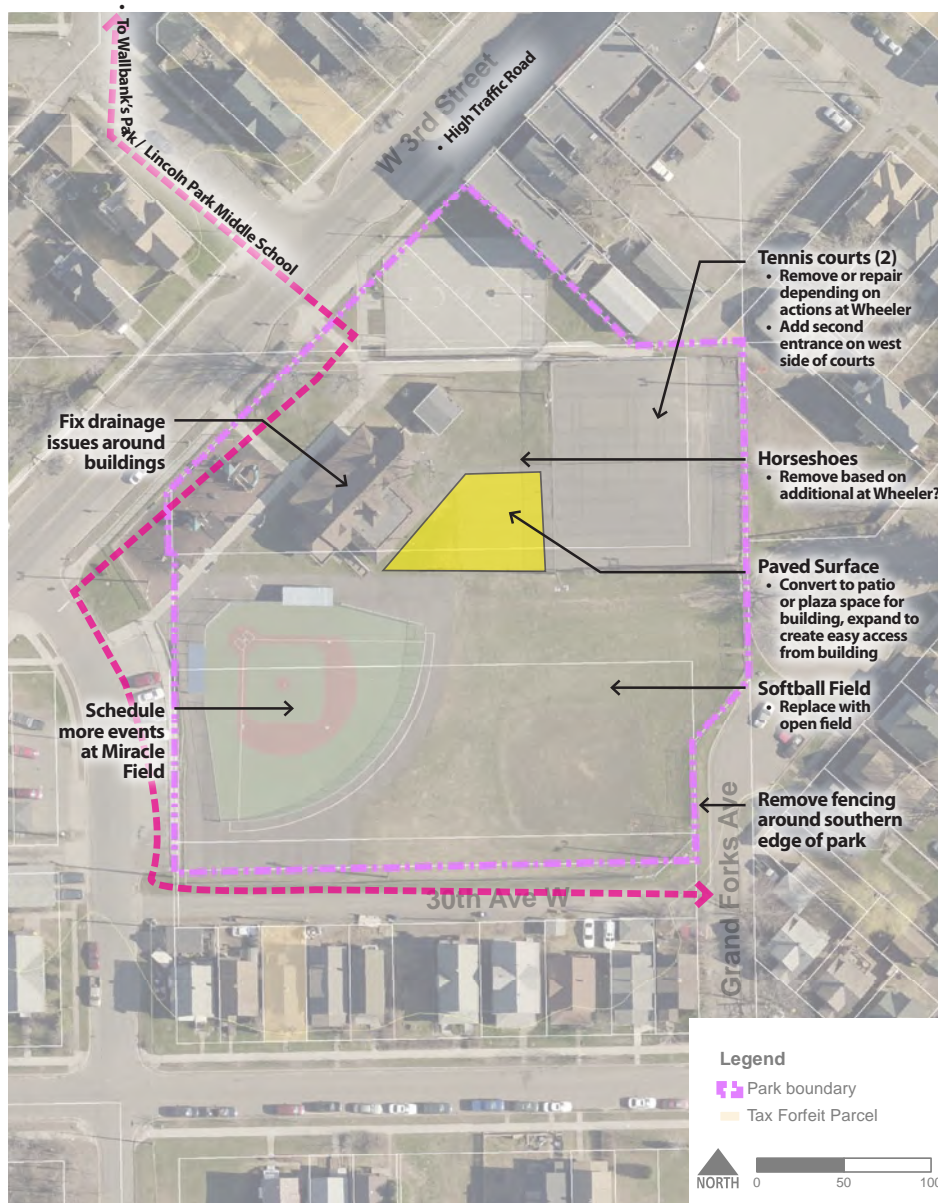 • To Wallbank's Park / Lincoln Park Middle School
W 3rd Street
• High Traffic Road
Tennis courts (2)
• Remove or repair
depending on
actions at Wheeler
• Add second
entrance on west
side of courts
Fix drainage
issues around
buildings
Horseshoes
• Remove based on
additional at Wheeler?
Paved Surface
• Convert to patio
or plaza space for
building, expand to
create easy access
from building
Softball Field
• Replace with
open field
Schedule
more events
at Miracle
Field
Remove fencing
around southern
edge of park
Grand Forks Ave
30th Ave W
Legend
Park boundary
Tax Forfeit Parcel
NORTH
0 50 100